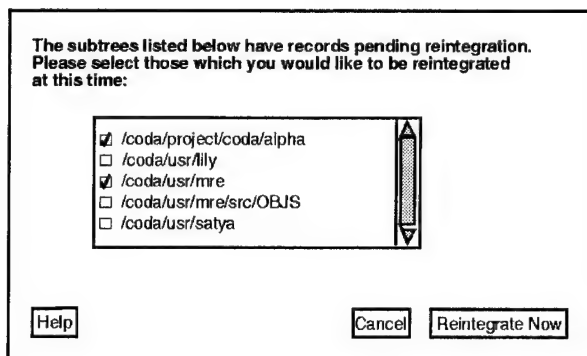 The subtrees listed below have records pending reintegration.
Please select those which you would like to be reintegrated
at this time:
/coda/project/coda/alpha
/coda/usr/lily
/coda/usr/mre
/coda/usr/mre/src/OBJS
/coda/usr/satya
Help
Cancel
Reintegrate Now